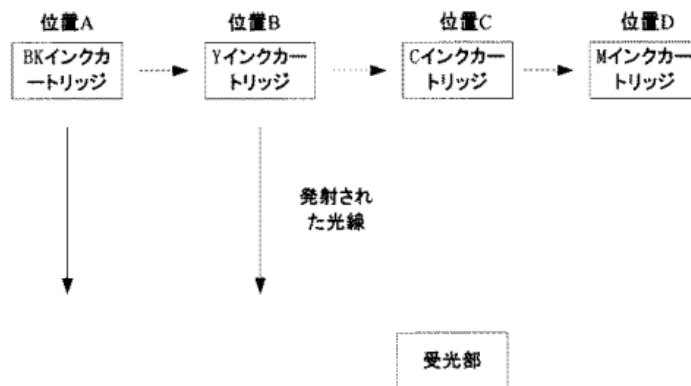 位置A
位置B
位置C
位置D
BKインクカ
ートリッジ
Yインクカー
トリッジ
Cインクカー
トリッジ
Mインクカー
トリッジ
発射され
た光線
受光部